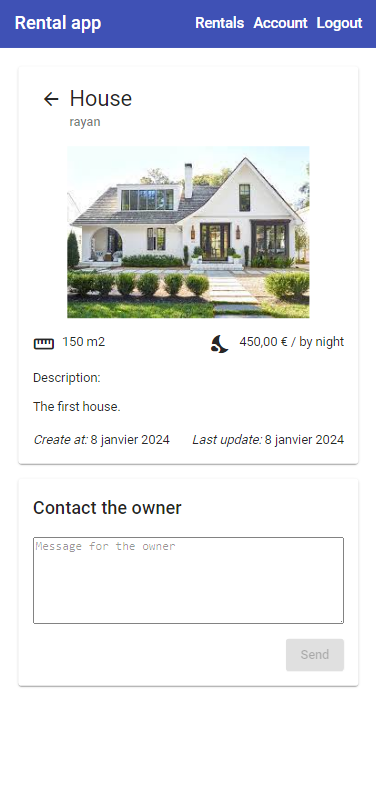 Rental app Rentals Account Logout
House
rayan
150 m2 450,00 € / by night
Description:
The first house.
Create at: 8 janvier 2024 Last update: 8 janvier 2024
Contact the owner
Message for the owner
Send